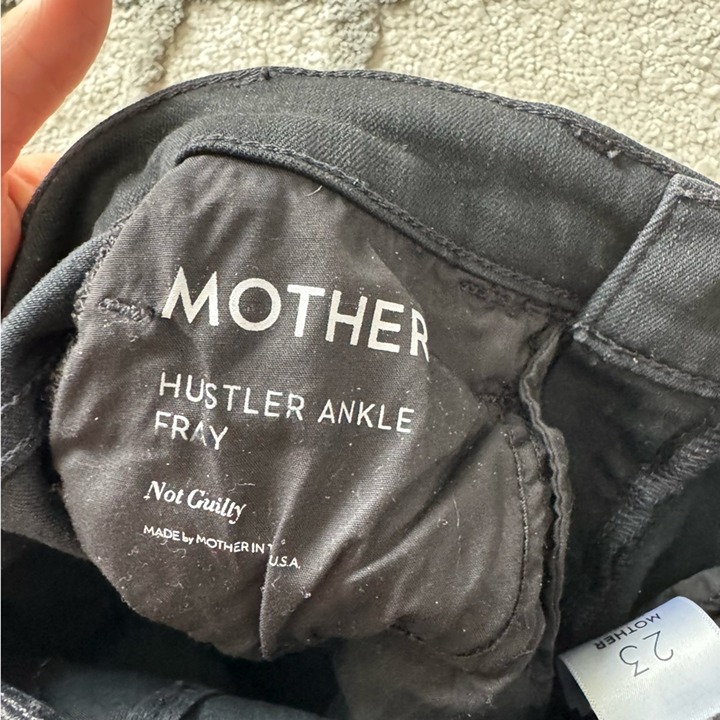 MOTHER
HUSTLER ANKLE
FRAY
Not Guilty
MADE by MOTHER IN
U.S.A.
MOTHER
23